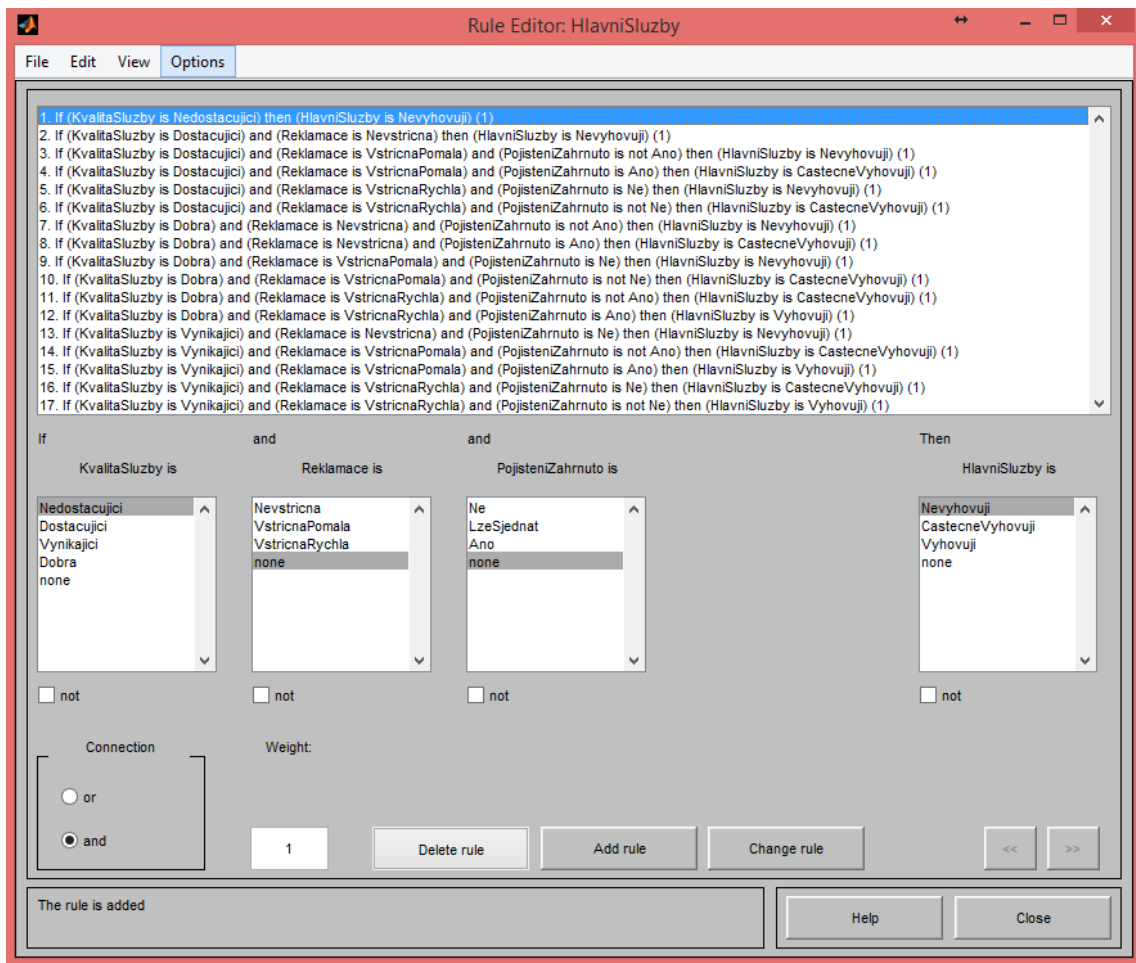 Rule Editor: HlavniSluzby
File Edit View Options
1. If (KvalitaSluzby is Nedostacujici) then (HlavniSluzby is Nevyhovuji) (1)
2. If (KvalitaSluzby is Dostacujici) and (Reklamace is Nevstricna) then (HlavniSluzby is Nevyhovuji) (1)
3. If (KvalitaSluzby is Dostacujici) and (Reklamace is VstricnaPomala) and (PojisteniZahrnuto is not Ano) then (HlavniSluzby is Nevyhovuji) (1)
4. If (KvalitaSluzby is Dostacujici) and (Reklamace is VstricnaPomala) and (PojisteniZahrnuto is Ano) then (HlavniSluzby is CastecneVyhovuji) (1)
5. If (KvalitaSluzby is Dostacujici) and (Reklamace is VstricnaRychla) and (PojisteniZahrnuto is Ne) then (HlavniSluzby is Nevyhovuji) (1)
6. If (KvalitaSluzby is Dostacujici) and (Reklamace is VstricnaRychla) and (PojisteniZahrnuto is not Ne) then (HlavniSluzby is CastecneVyhovuji) (1)
7. If (KvalitaSluzby is Dobra) and (Reklamace is Nevstricna) and (PojisteniZahrnuto is not Ano) then (HlavniSluzby is Nevyhovuji) (1)
8. If (KvalitaSluzby is Dobra) and (Reklamace is Nevstricna) and (PojisteniZahrnuto is Ano) then (HlavniSluzby is CastecneVyhovuji) (1)
9. If (KvalitaSluzby is Dobra) and (Reklamace is VstricnaPomala) and (PojisteniZahrnuto is Ne) then (HlavniSluzby is Nevyhovuji) (1)
10. If (KvalitaSluzby is Dobra) and (Reklamace is VstricnaPomala) and (PojisteniZahrnuto is not Ne) then (HlavniSluzby is CastecneVyhovuji) (1)
11. If (KvalitaSluzby is Dobra) and (Reklamace is VstricnaRychla) and (PojisteniZahrnuto is not Ano) then (HlavniSluzby is CastecneVyhovuji) (1)
12. If (KvalitaSluzby is Dobra) and (Reklamace is VstricnaRychla) and (PojisteniZahrnuto is Ano) then (HlavniSluzby is Vyhovuji) (1)
13. If (KvalitaSluzby is Vynikajici) and (Reklamace is Nevstricna) and (PojisteniZahrnuto is Ne) then (HlavniSluzby is Nevyhovuji) (1)
14. If (KvalitaSluzby is Vynikajici) and (Reklamace is VstricnaPomala) and (PojisteniZahrnuto is not Ano) then (HlavniSluzby is CastecneVyhovuji) (1)
15. If (KvalitaSluzby is Vynikajici) and (Reklamace is VstricnaPomala) and (PojisteniZahrnuto is Ano) then (HlavniSluzby is Vyhovuji) (1)
16. If (KvalitaSluzby is Vynikajici) and (Reklamace is VstricnaRychla) and (PojisteniZahrnuto is Ne) then (HlavniSluzby is CastecneVyhovuji) (1)
17. If (KvalitaSluzby is Vynikajici) and (Reklamace is VstricnaRychla) and (PojisteniZahrnuto is not Ne) then (HlavniSluzby is Vyhovuji) (1)
If and and Then
KvalitaSluzby is Reklamace is PojisteniZahrnuto is HlavniSluzby is
Nedostacujici Nevstricna Ne Nevyhovuji
Dostacujici VstricnaPomala LzeSjednat CastecneVyhovuji
Vynikajici VstricnaRychla Ano Vyhovuji
Dobra none none none
none
not not not not
Connection Weight:
or
and 1 Delete rule Add rule Change rule << >>
The rule is added Help Close